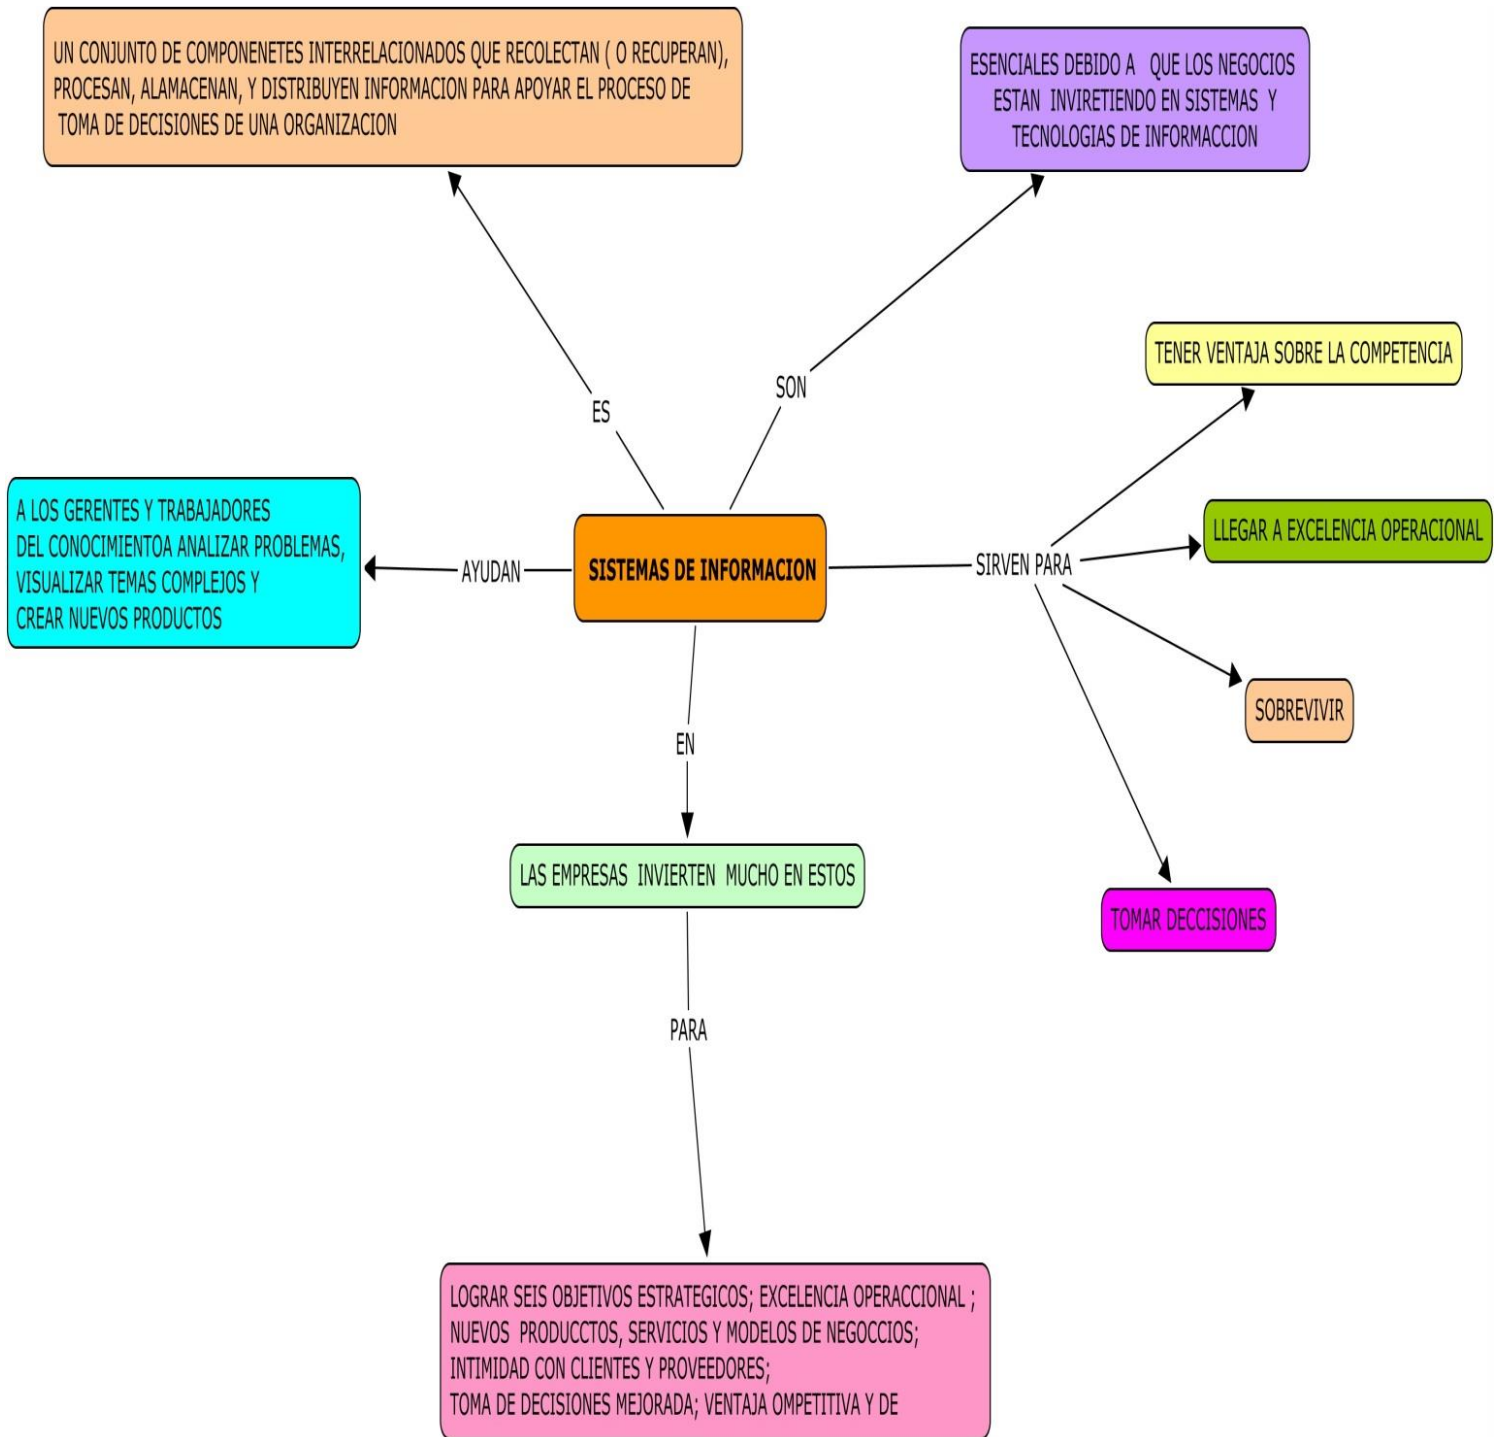 UN CONJUNTO DE COMPONENETES INTERRELACIONADOS QUE RECOLECTAN ( O RECUPERAN),
PROCESAN, ALAMACENAN, Y DISTRIBUYEN INFORMACION PARA APOYAR EL PROCESO DE
TOMA DE DECISIONES DE UNA ORGANIZACION
ESENCIALES DEBIDO A QUE LOS NEGOCIOS
ESTAN INVIRETIENDO EN SISTEMAS Y
TECNOLOGIAS DE INFORMACCION
ES
SON
TENER VENTAJA SOBRE LA COMPETENCIA
A LOS GERENTES Y TRABAJADORES
DEL CONOCIMIENTOA ANALIZAR PROBLEMAS,
VISUALIZAR TEMAS COMPLEJOS Y
CREAR NUEVOS PRODUCTOS
AYUDAN
SISTEMAS DE INFORMACION
SIRVEN PARA
LLEGAR A EXCELENCIA OPERACIONAL
SOBREVIVIR
EN
LAS EMPRESAS INVIERTEN MUCHO EN ESTOS
TOMAR DECCISIONES
PARA
LOGRAR SEIS OBJETIVOS ESTRATEGICOS; EXCELENCIA OPERACCIONAL ;
NUEVOS PRODUCCTOS, SERVICIOS Y MODELOS DE NEGOCCIOS;
INTIMIDAD CON CLIENTES Y PROVEEDORES;
TOMA DE DECISIONES MEJORADA; VENTAJA OMPETITIVA Y DE